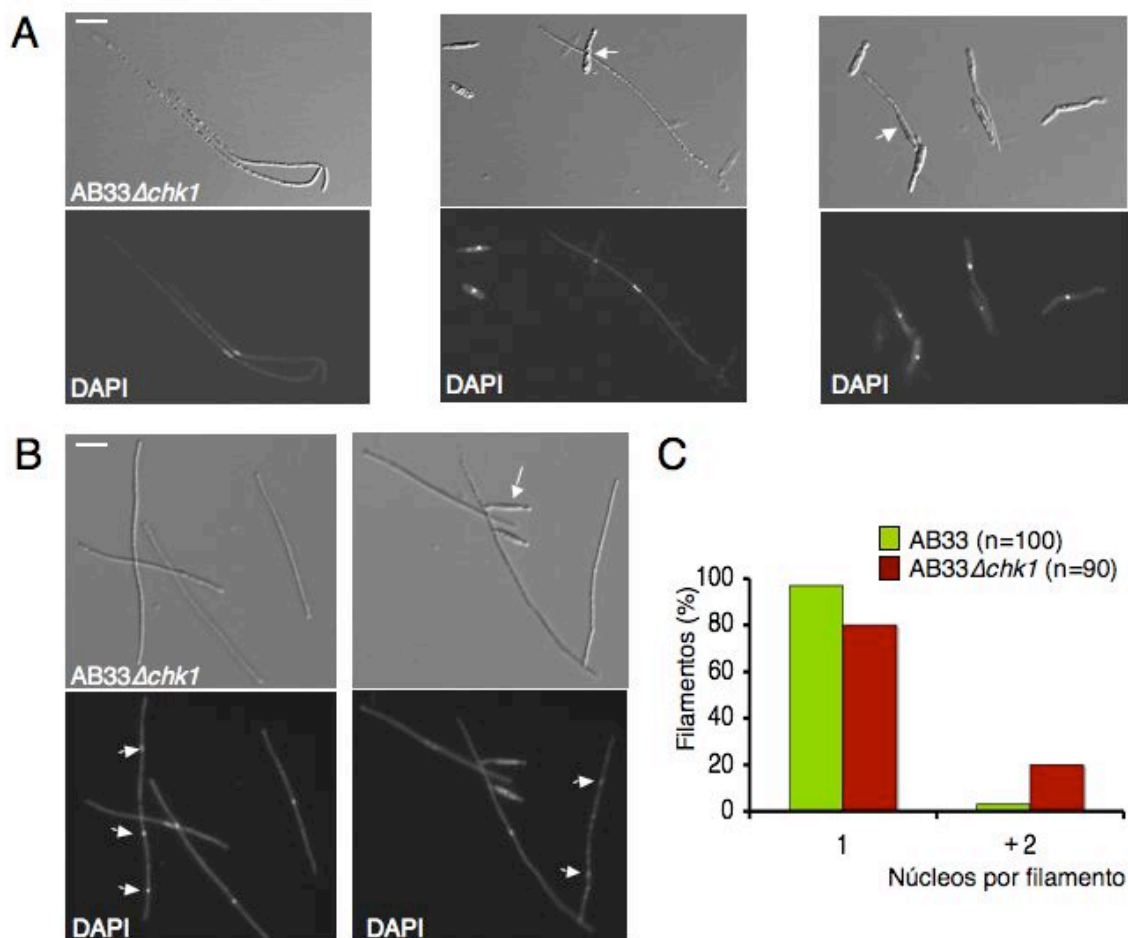 A
AB33Δchk1
DAPI
DAPI
DAPI
B
AB33Δchk1
DAPI
DAPI
C
AB33 (n=100)
AB33Δchk1 (n=90)
Filamentos (%)
100
80
60
40
20
0
1
+2
Núcleos por filamento